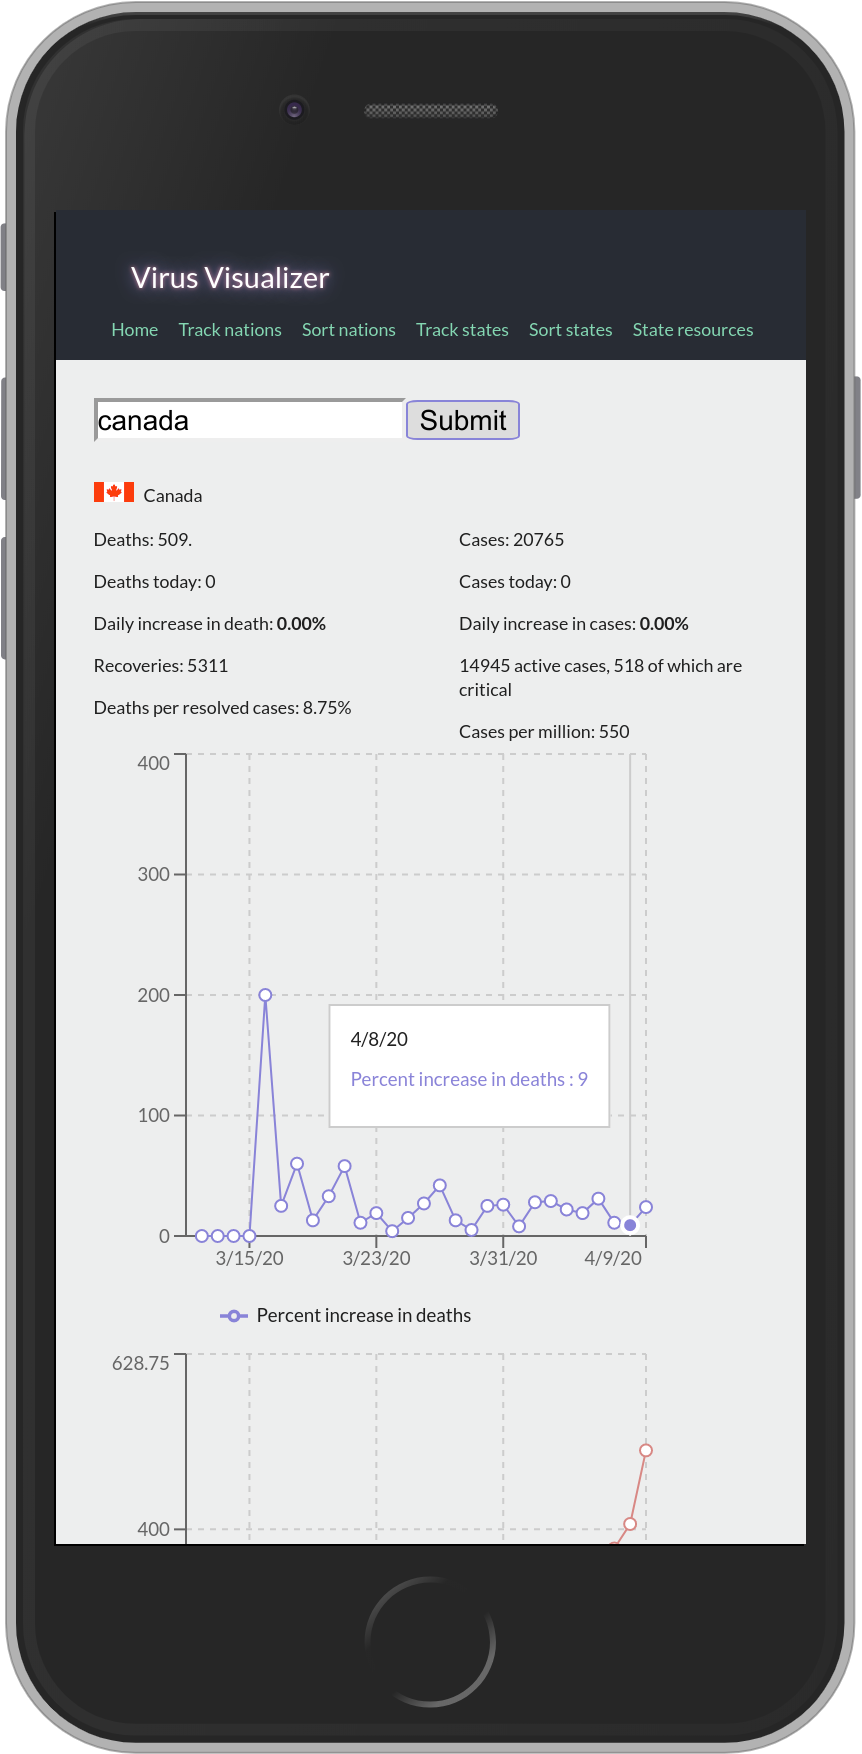 Virus Visualizer
Home Track nations Sort nations Track states Sort states State resources
canada Submit
Canada
Deaths: 509.
Deaths today: 0
Daily increase in death: 0.00%
Recoveries: 5311
Deaths per resolved cases: 8.75%
Cases: 20765
Cases today: 0
Daily increase in cases: 0.00%
14945 active cases, 518 of which are
critical
Cases per million: 550
400
300
200
100
0
4/8/20
Percent increase in deaths : 9
3/15/20 3/23/20 3/31/20 4/9/20
Percent increase in deaths
628.75
400